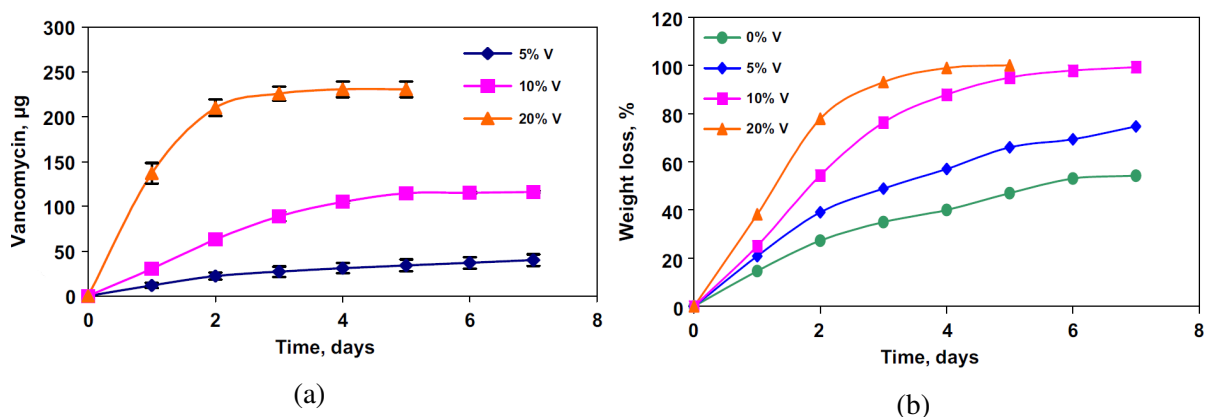 300
250
200
150
100
50
0
Vancomycin, µg
5% V
10% V
20% V
0 2 4 6 8
Time, days
(a)
120
100
80
60
40
20
0
Weight loss, %
0% V
5% V
10% V
20% V
0 2 4 6 8
Time, days
(b)